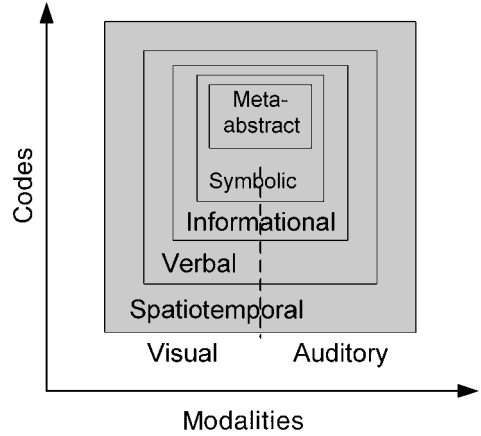 Meta-
abstract
Symbolic
Informational
Verbal
Spatiotemporal
Visual
Auditory
Codes
Modalities